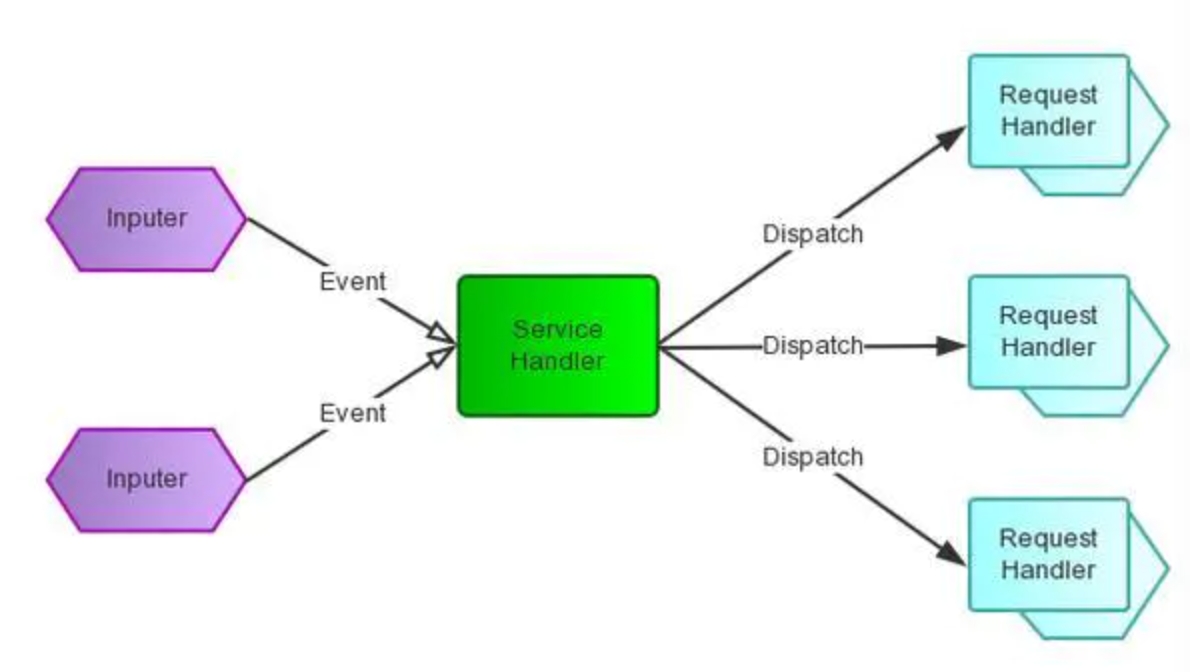 Inputer
Event
Inputer
Event
Service
Handler
Dispatch
Dispatch
Dispatch
Request
Handler
Request
Handler
Request
Handler